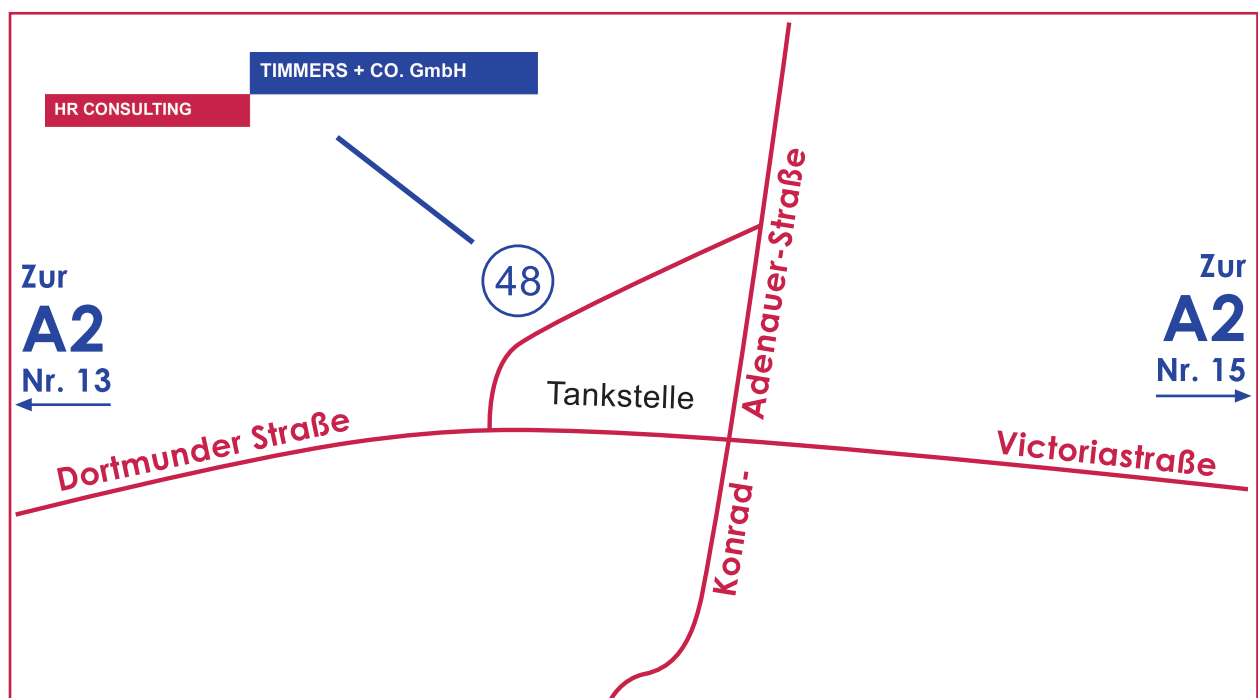 TIMMERS + CO. GmbH
HR CONSULTING
48
Zur
A2
Nr. 13
Zur
A2
Nr. 15
Tankstelle
Dortmunder Straße
Victoriastraße
Konrad-
Adenauer-Straße